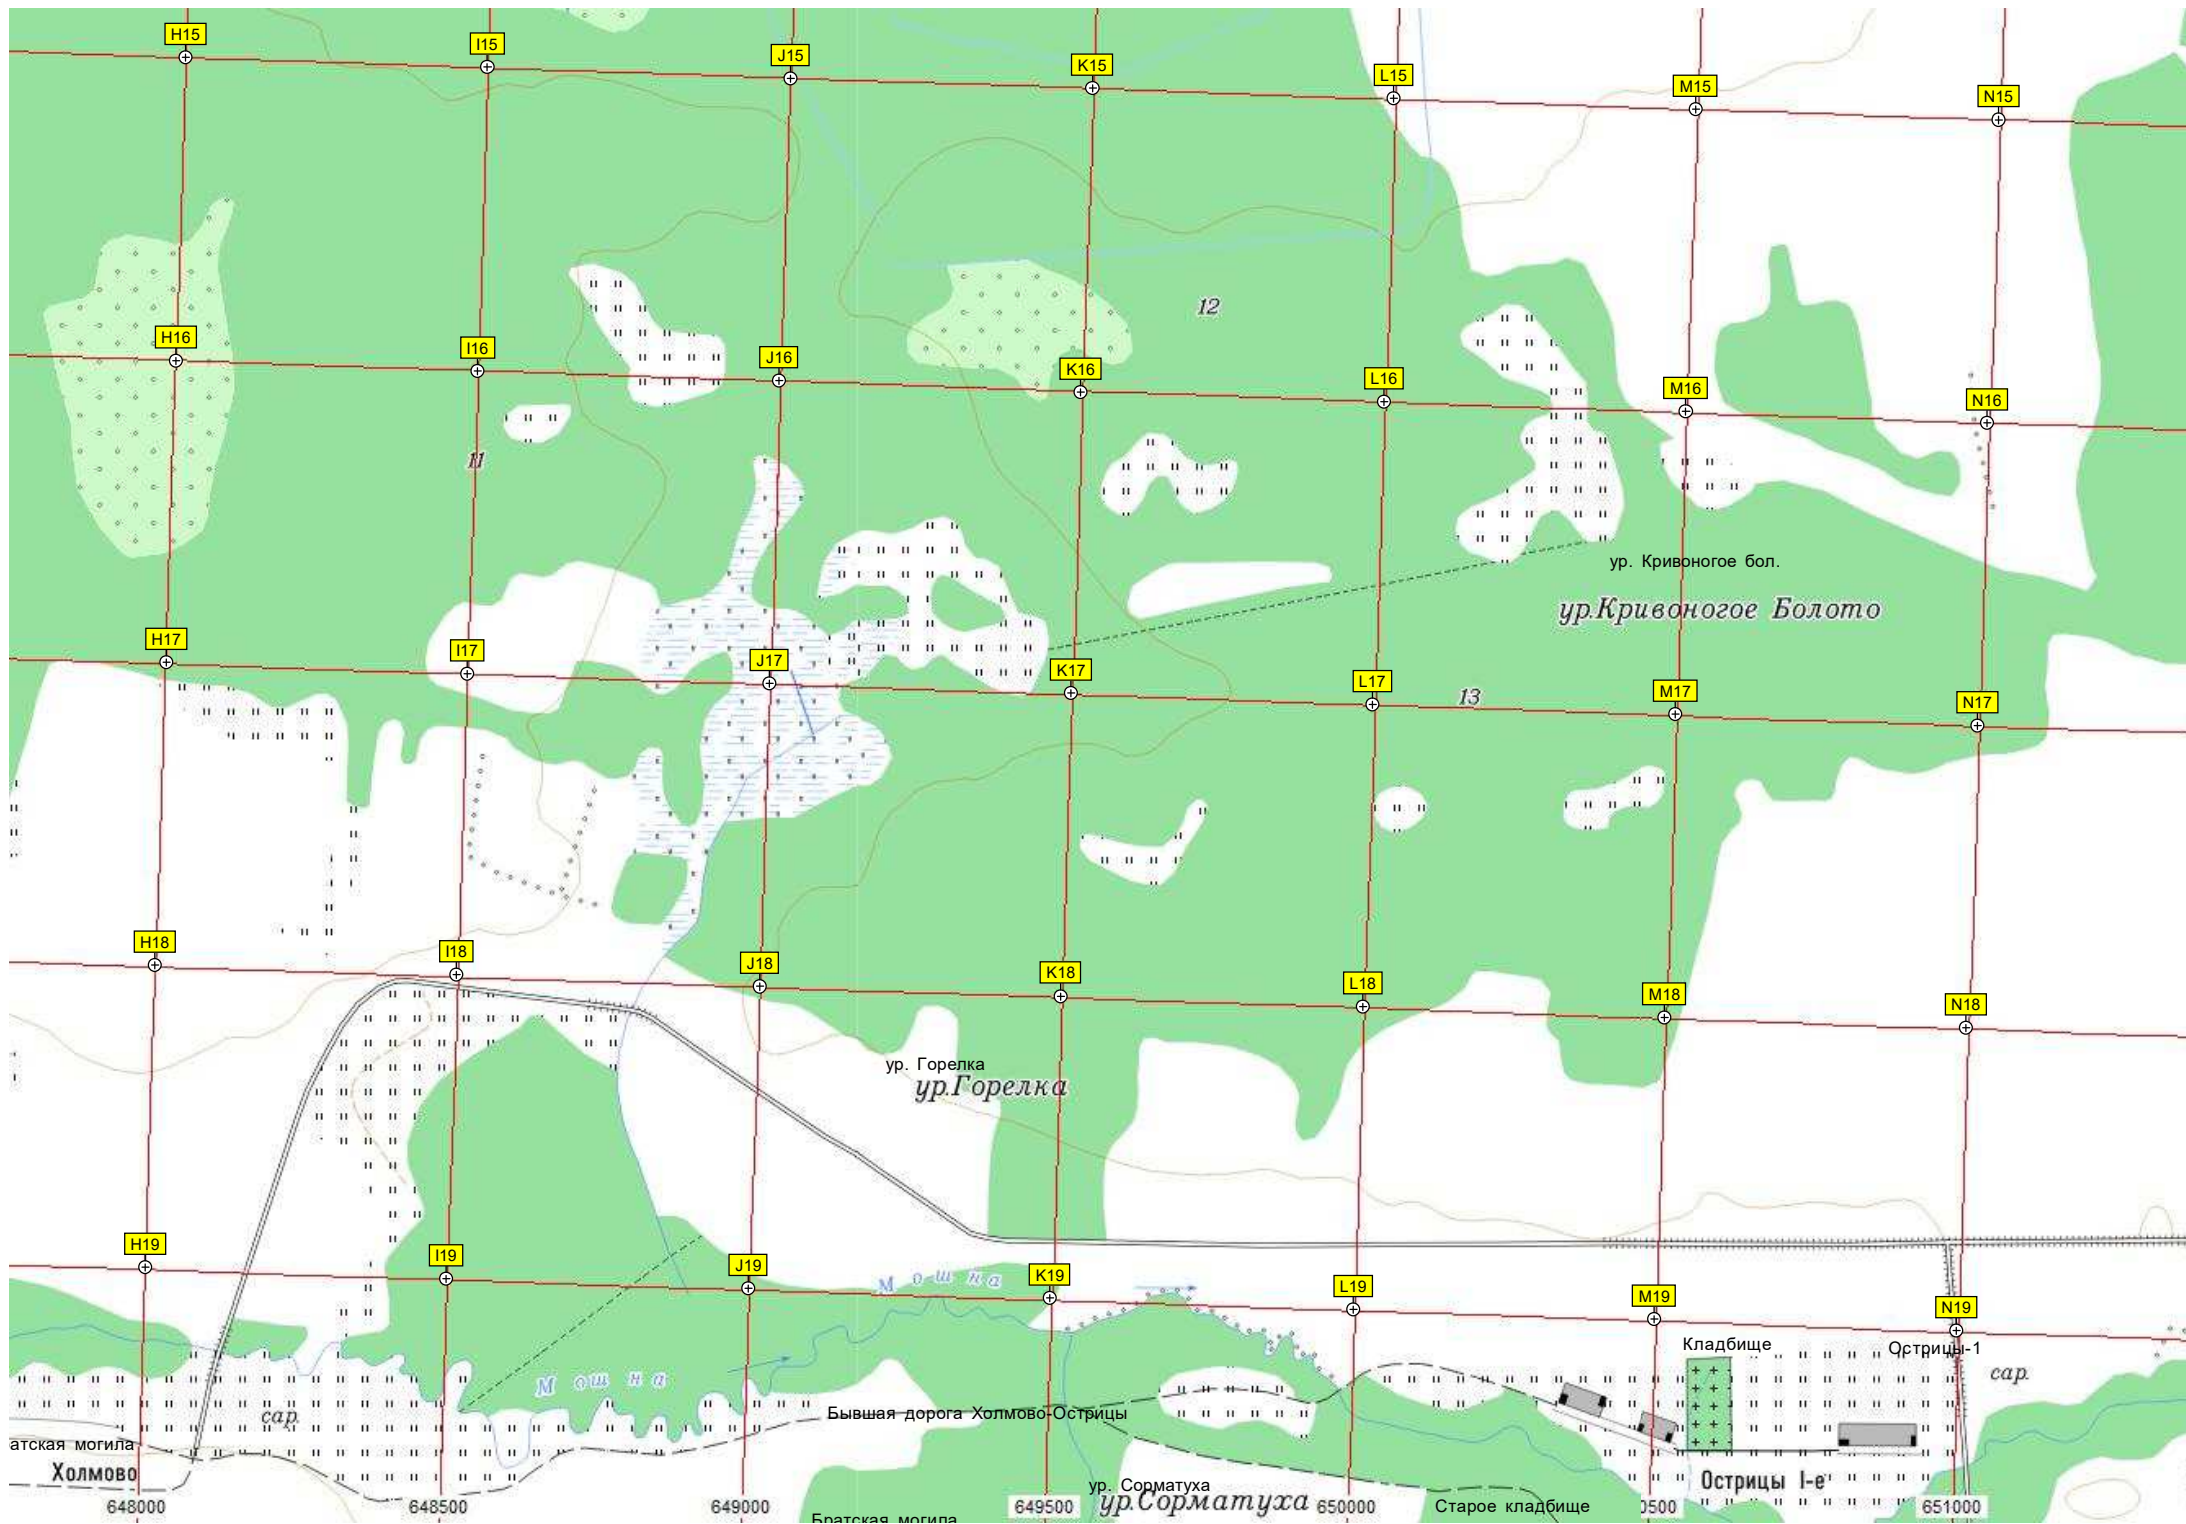 H15
I15
J15
K15
L15
M15
N15
12
H16
I16
J16
K16
L16
M16
N16
11
ур. Кривоногое бол.
ур.Кривоногое Болото
H17
I17
J17
K17
L17
M17
N17
13
H18
I18
J18
K18
L18
M18
N18
ур. Горелка
ур.Горелка
H19
I19
J19
K19
L19
M19
N19
Мошна
Кладбище
Острицы-1
сар.
Мошна
сар.
Бывшая дорога Холмово-Острицы
атская могила
Холмово
Острицы I-е
ур. Сорматуха
ур.Сорматуха
Старое кладбище
648000
648500
649000
649500
650000
0500
651000
Братская могила